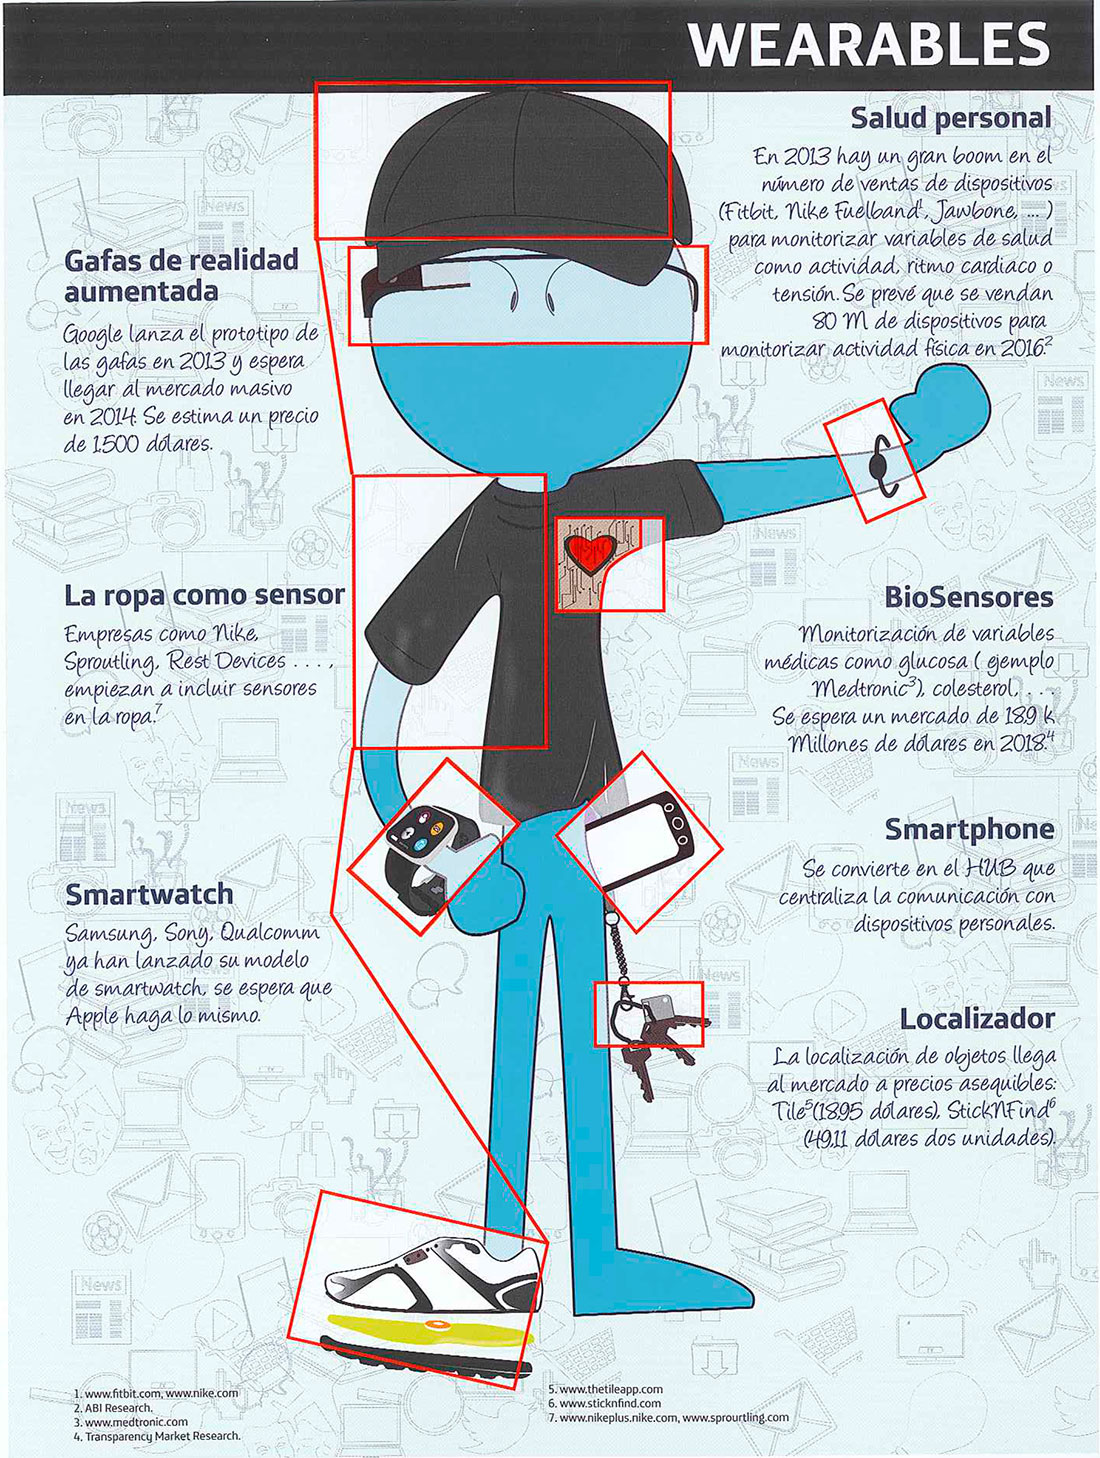 WEARABLES
Gafas de realidad
aumentada
Google lanza el prototipo de
las gafas en 2013 y espera
llegar al mercado masivo
en 2014. Se estima un precio
de 1.500 dólares.
La ropa como sensor
Empresas como Nike,
Sproutling, Rest Devices . . . . ,
empiezan a incluir sensores
en la ropa.7
Smartwatch
Samsung, Sony, Qualcomm
ya han lanzado su modelo
de smartwatch, se espera que
Apple haga lo mismo.
Salud personal
En 2013 hay un gran boom en el
número de ventas de dispositivos
(Fitbit, Nike Fuelband1, Jawbone, ... )
para monitorizar variables de salud
como actividad, ritmo cardiaco o
tensión. Se prevé que se vendan
80 M de dispositivos para
monitorizar actividad física en 2016.2
BioSensores
Monitorización de variables
médicas como glucosa ( ejemplo
Medtronic3), colesterol, . . .
Se espera un mercado de 18,9 k
Millones de dólares en 2018.4
Smartphone
Se convierte en el HUB que
centraliza la comunicación con
dispositivos personales.
Localizador
La localización de objetos llega
al mercado a precios asequibles:
Tile5(18,95 dólares), StickNFind6
(49,11 dólares dos unidades).
1. www.fitbit.com, www.nike.com
2. ABI Research.
3. www.medtronic.com
4. Transparency Market Research.
5. www.thetileapp.com
6. www.sticknfind.com
7. www.nikeplus.nike.com, www.sprourtling.com
News
News
News
News
News
News
News
News